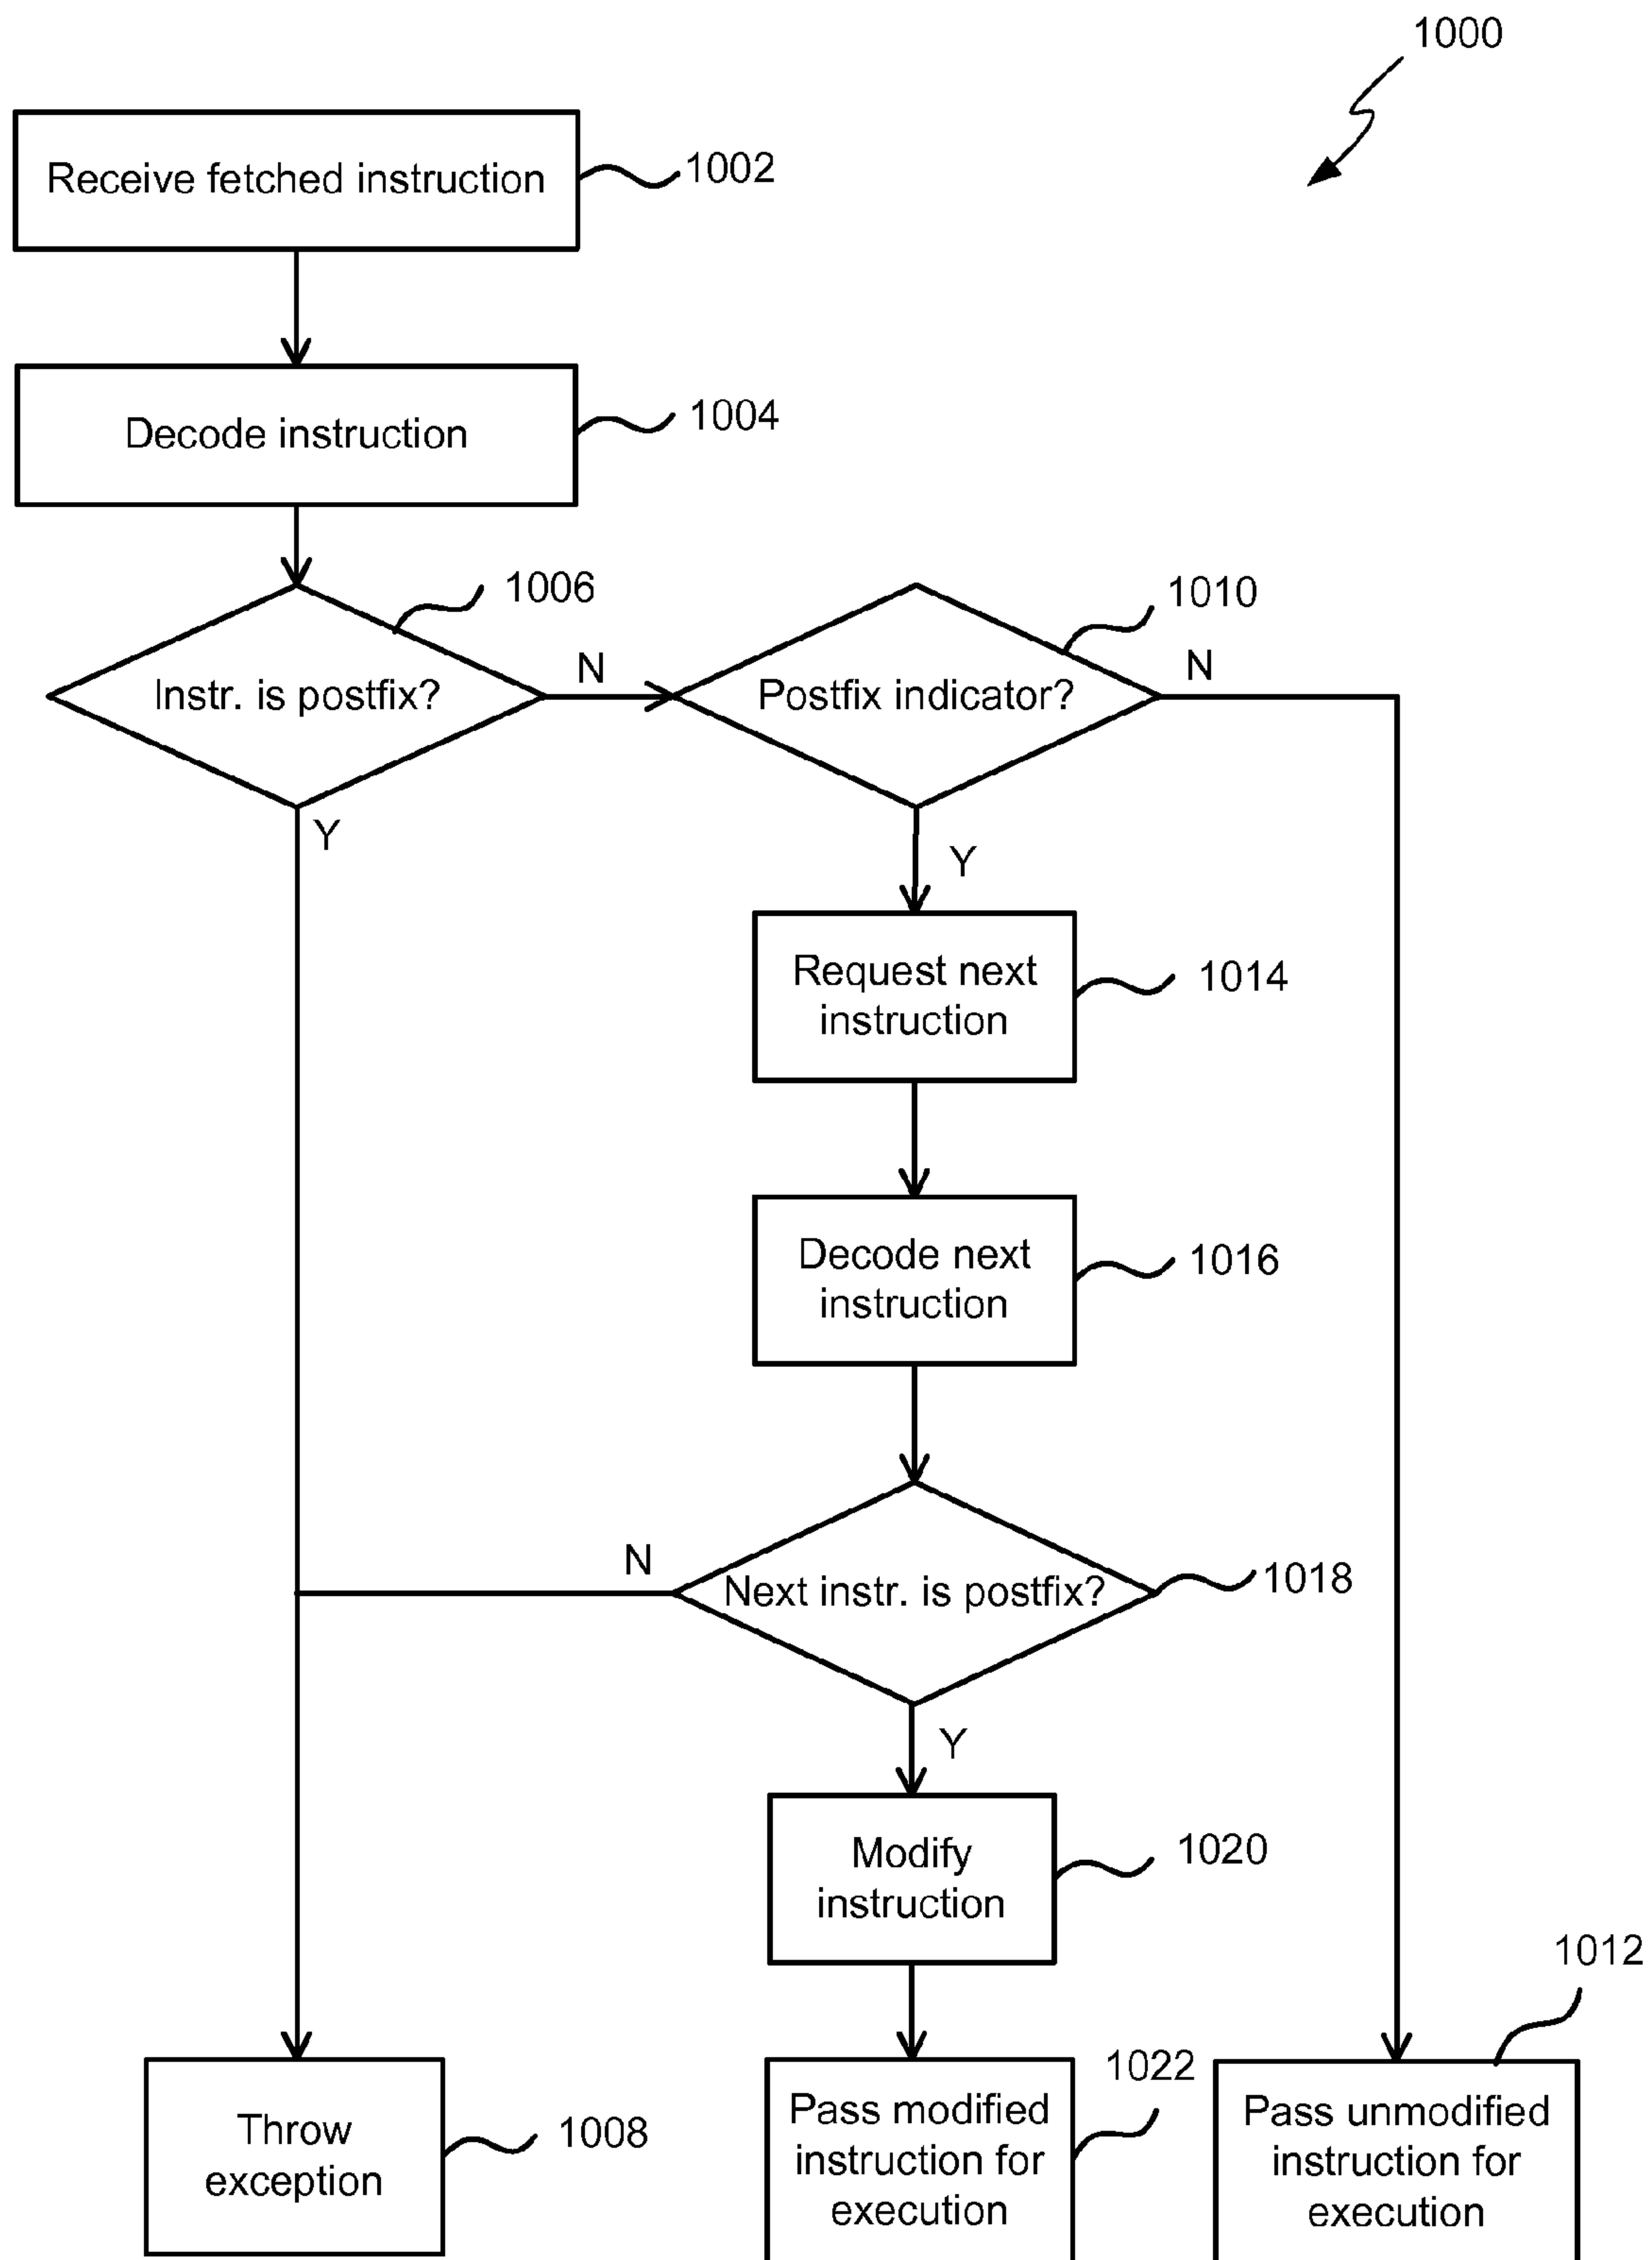 1000
Receive fetched instruction
1002
Decode instruction
1004
1006
Instr. is postfix?
N
Y
1010
Postfix indicator?
N
Y
Request next
instruction
1014
Decode next
instruction
1016
Next instr. is postfix?
1018
N
Y
Modify
instruction
1020
Throw
exception
1008
Pass modified
instruction for
execution
1022
Pass unmodified
instruction for
execution
1012